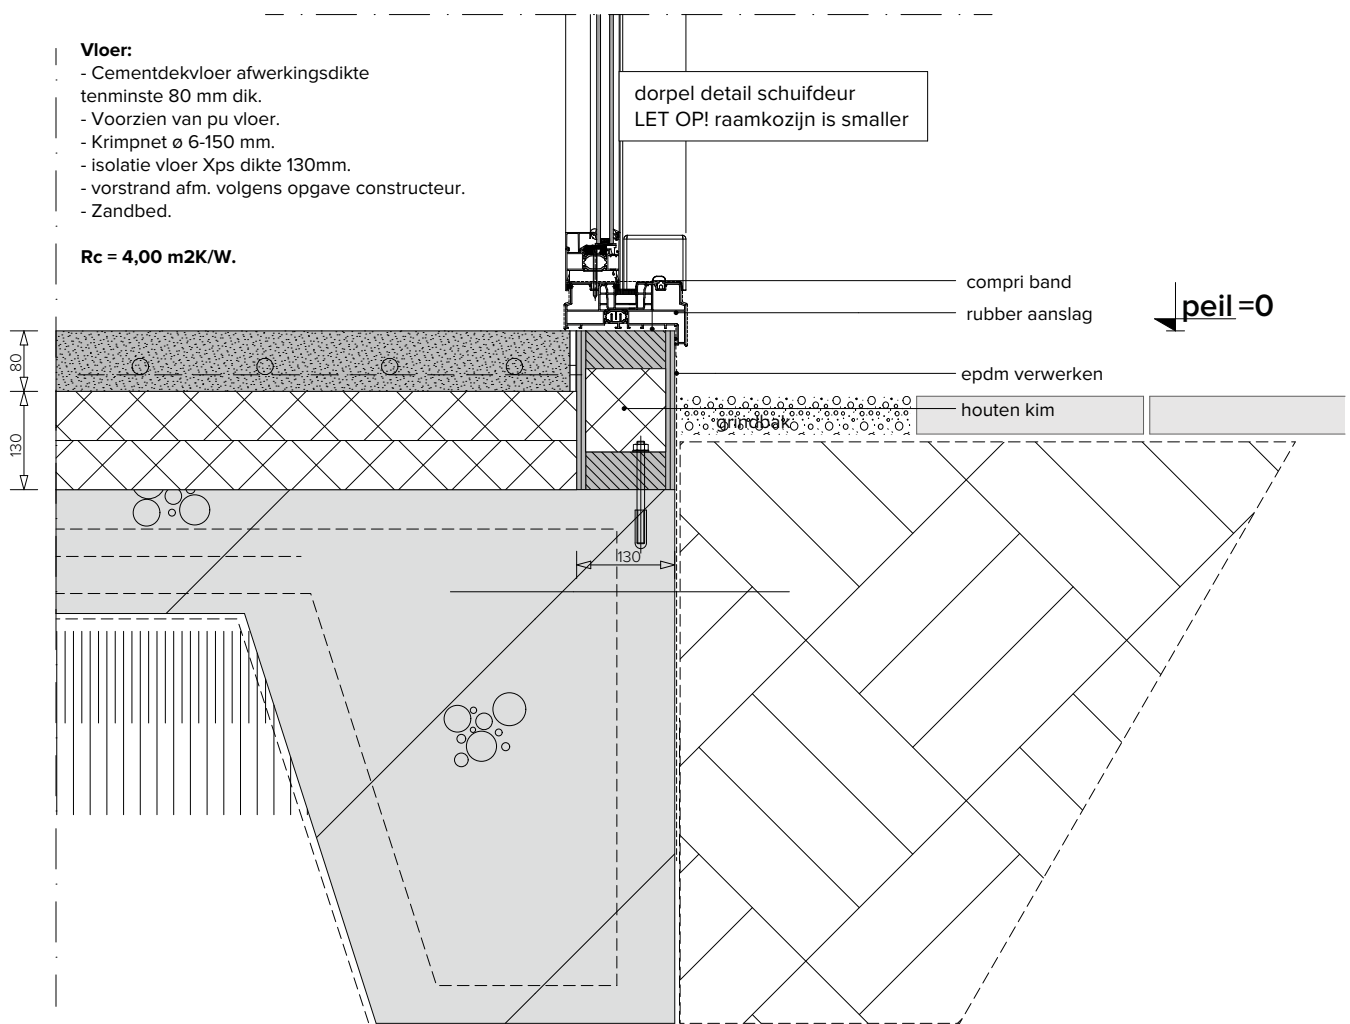 Vloer:
- Cementdekvloer afwerkingsdikte
tenminste 80 mm dik.
- Voorzien van pu vloer.
- Krimpnet ø 6-150 mm.
- isolatie vloer Xps dikte 130mm.
- vorstrand afm. volgens opgave constructeur.
- Zandbed.
Rc = 4,00 m2K/W.
dorpel detail schuifdeur
LET OP! raamkozijn is smaller
compri band
rubber aanslag
peil=0
epdm verwerken
houten kim
grindbak
80
130
130